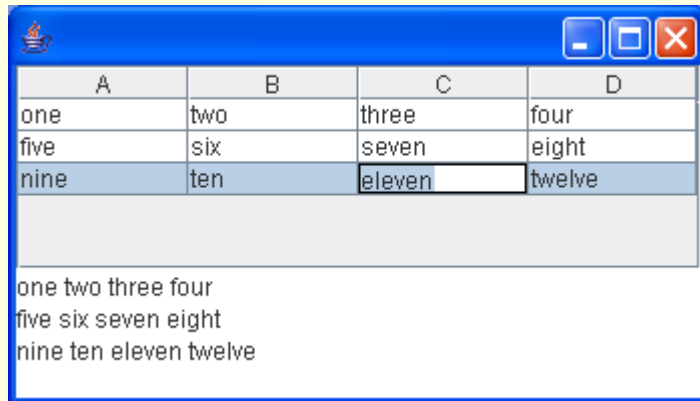 A B C D
one two three four
five six seven eight
nine ten eleven twelve
one two three four
five six seven eight
nine ten eleven twelve